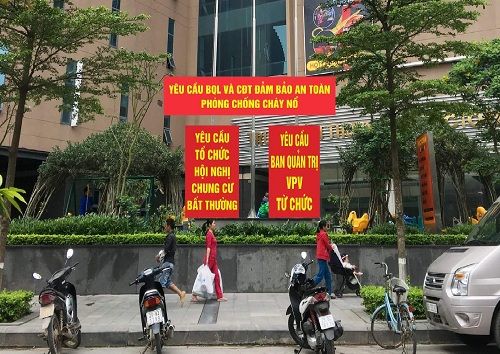 YÊU CẦU BQL VÀ CĐT ĐẢM BẢO AN TOÀN
PHÒNG CHỐNG CHÁY NỔ
YÊU CẦU
TỔ CHỨC
HỘI NGHỊ
CHUNG CƯ
BẤT THƯỜNG
YÊU CẦU
BAN QUẢN TRỊ
VPV
TỪ CHỨC